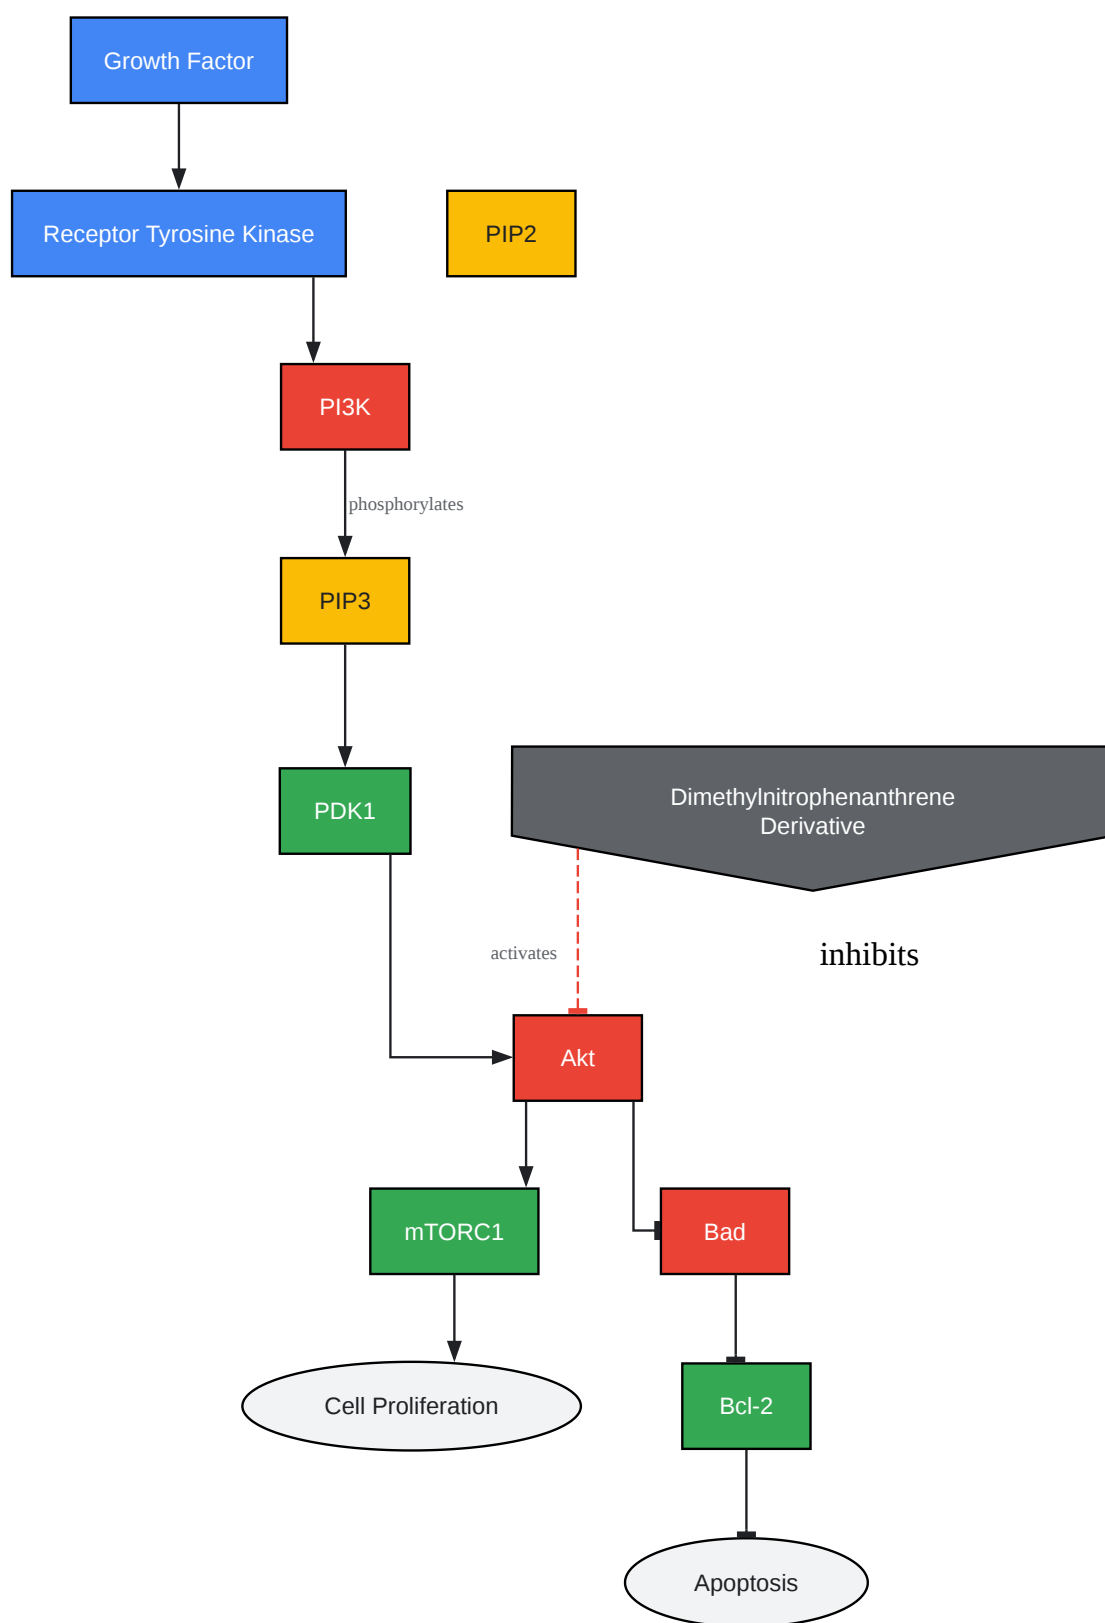 Growth Factor
Receptor Tyrosine Kinase
PIP2
PI3K
phosphorylates
PIP3
PDK1
Dimethylnitrophenanthrene
Derivative
activates
inhibits
Akt
mTORC1
Bad
Cell Proliferation
Bcl-2
Apoptosis